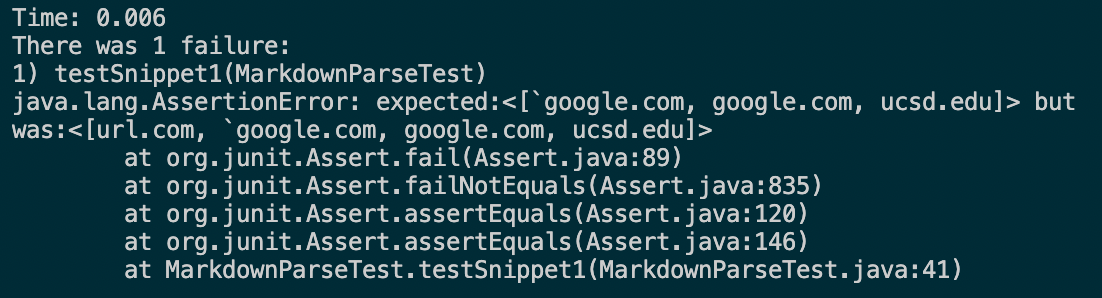 Time: 0.006
There was 1 failure:
1) testSnippet1(MarkdownParseTest)
java.lang.AssertionError: expected:<[`google.com, google.com, ucsd.edu]> but
was:<[url.com, `google.com, google.com, ucsd.edu]>
at org.junit.Assert.fail(Assert.java:89)
at org.junit.Assert.failNotEquals(Assert.java:835)
at org.junit.Assert.assertEquals(Assert.java:120)
at org.junit.Assert.assertEquals(Assert.java:146)
at MarkdownParseTest.testSnippet1(MarkdownParseTest.java:41)